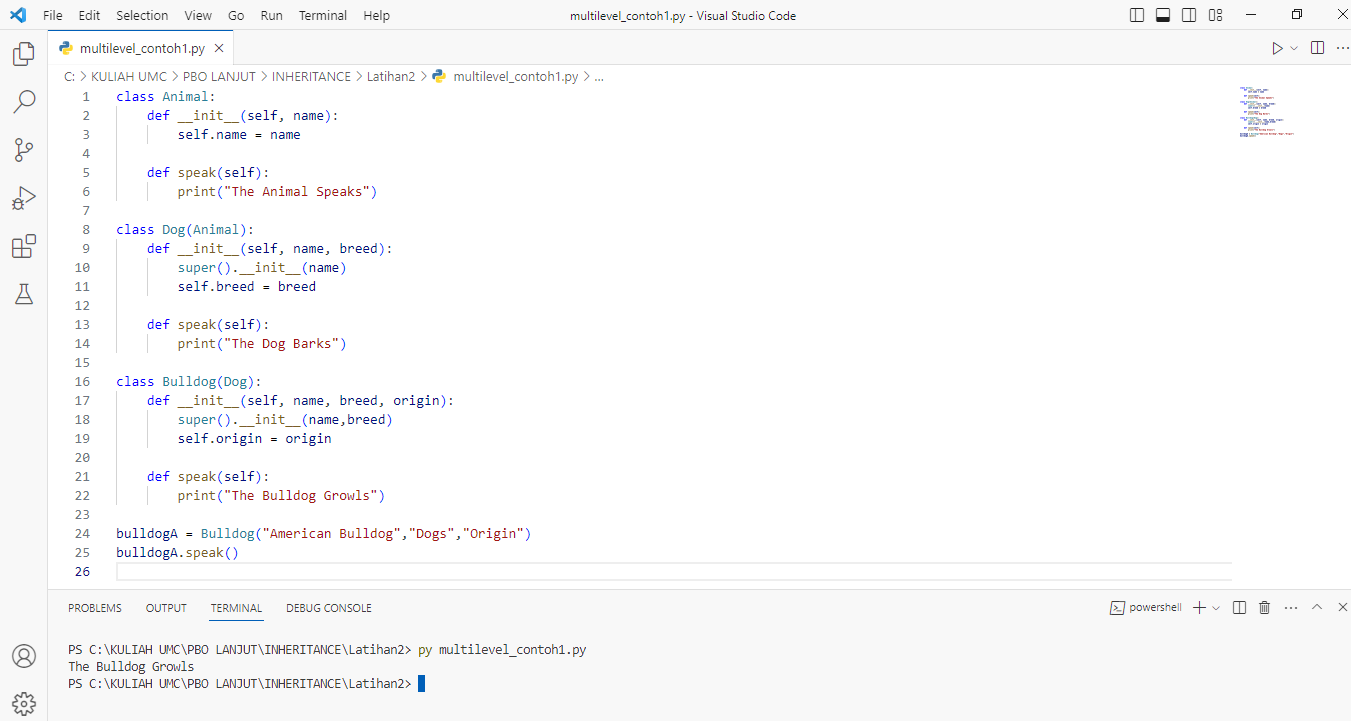 File Edit Selection View Go Run Terminal Help multilevel_contoh1.py - Visual Studio Code
multilevel_contoh1.py
C: > KULIAH UMC > PBO LANJUT > INHERITANCE > Latihan2 > multilevel_contoh1.py > ...
1 class Animal:
2     def __init__(self, name):
3         self.name = name
4
5     def speak(self):
6         print("The Animal Speaks")
7
8 class Dog(Animal):
9     def __init__(self, name, breed):
10         super().__init__(name)
11         self.breed = breed
12
13     def speak(self):
14         print("The Dog Barks")
15
16 class Bulldog(Dog):
17     def __init__(self, name, breed, origin):
18         super().__init__(name,breed)
19         self.origin = origin
20
21     def speak(self):
22         print("The Bulldog Growls")
23
24 bulldogA = Bulldog("American Bulldog","Dogs","Origin")
25 bulldogA.speak()
26
PROBLEMS OUTPUT TERMINAL DEBUG CONSOLE powershell
PS C:\KULIAH UMC\PBO LANJUT\INHERITANCE\Latihan2> py multilevel_contoh1.py
The Bulldog Growls
PS C:\KULIAH UMC\PBO LANJUT\INHERITANCE\Latihan2>